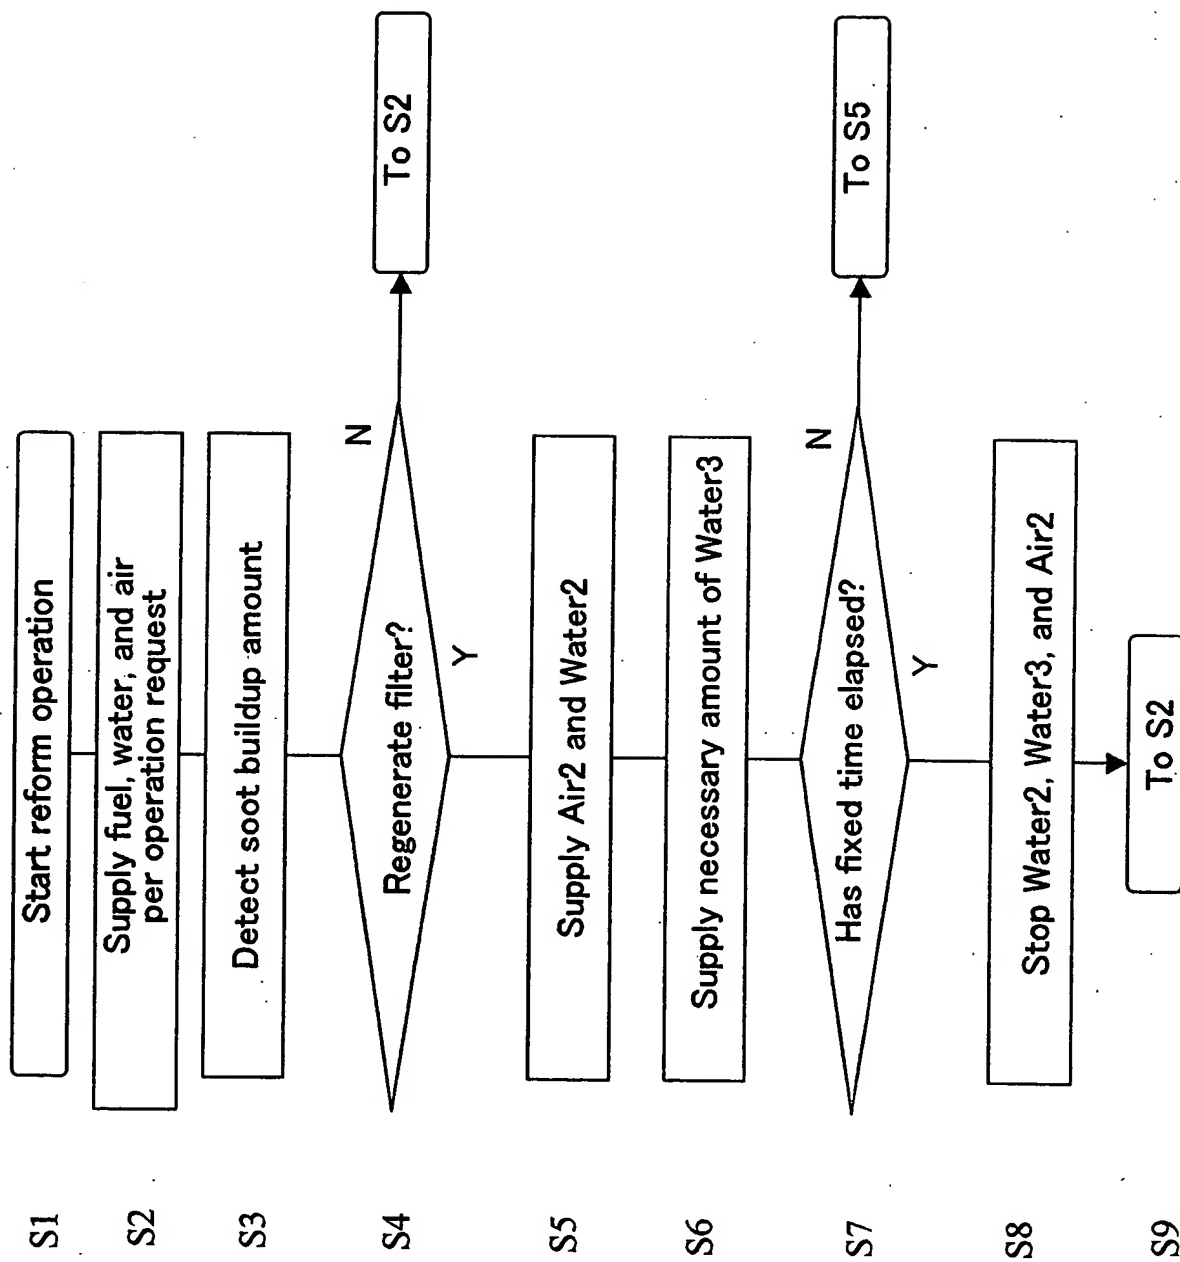 S1
Start reform operation
S2
Supply fuel, water, and air
per operation request
S3
Detect soot buildup amount
S4
Regenerate filter?
N
To S2
Y
S5
Supply Air2 and Water2
S6
Supply necessary amount of Water3
S7
Has fixed time elapsed?
N
To S5
Y
S8
Stop Water2, Water3, and Air2
S9
To S2